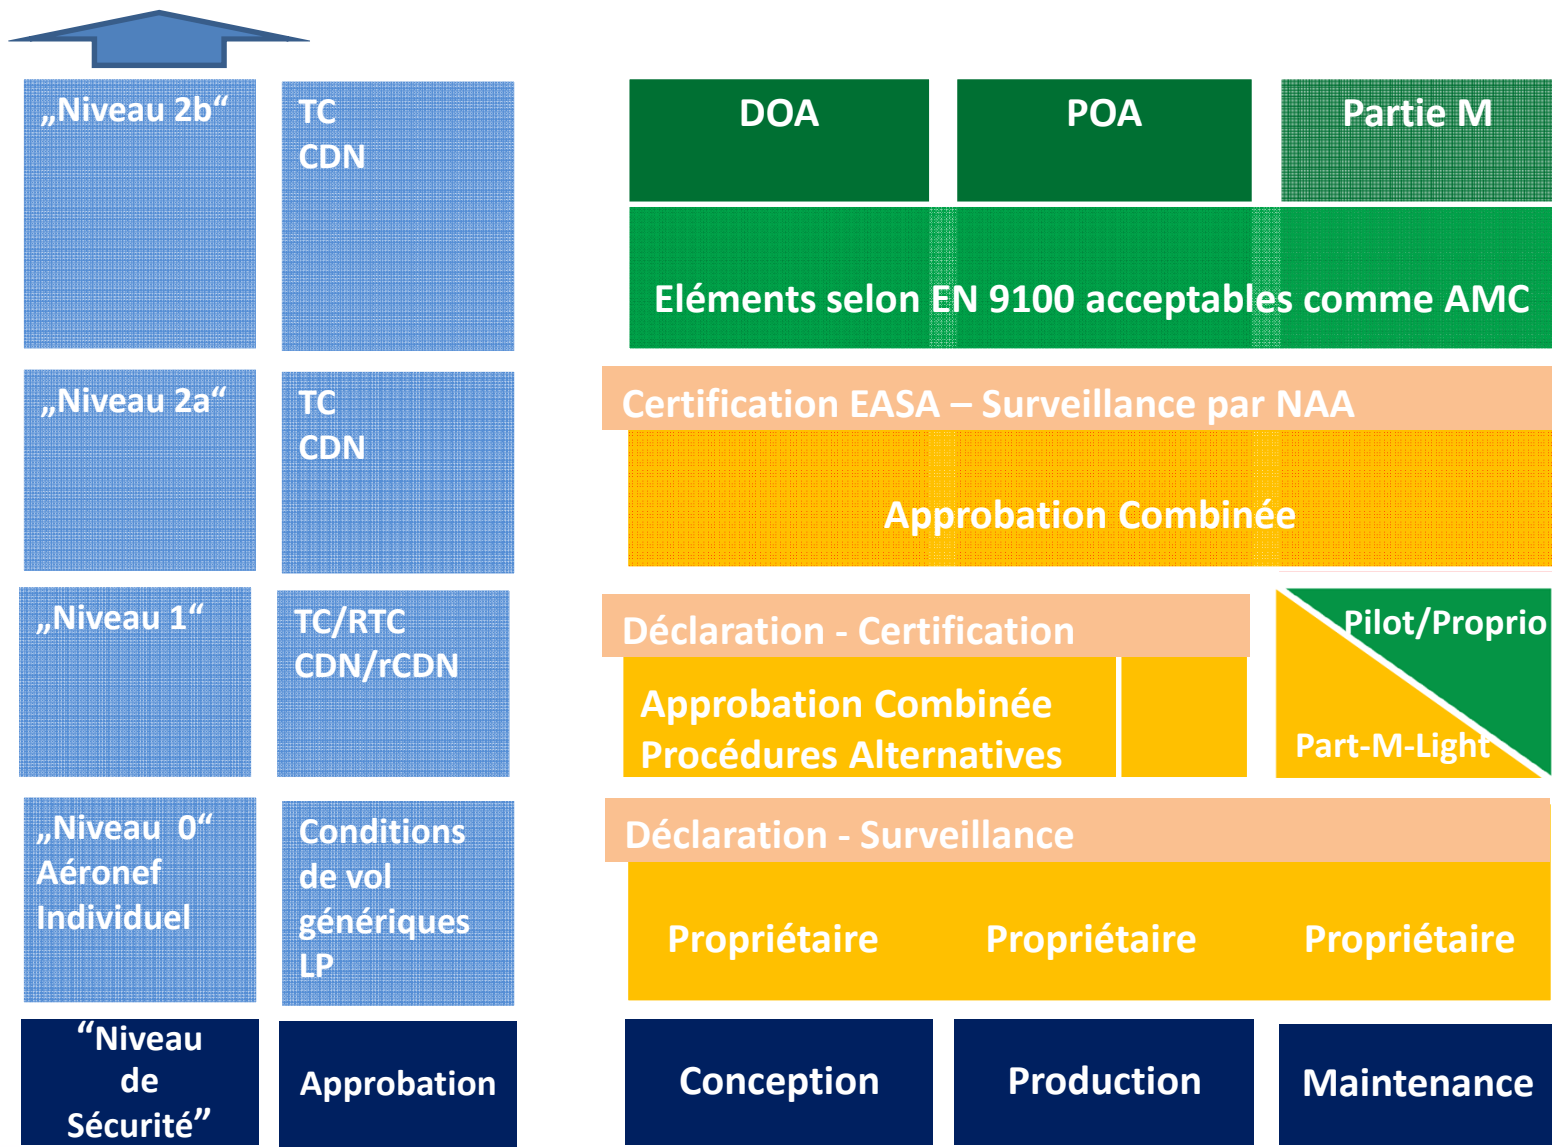 „Niveau 2b“
TC
CDN
DOA
POA
Partie M
Eléments selon EN 9100 acceptables comme AMC
„Niveau 2a“
TC
CDN
Certification EASA – Surveillance par NAA
Approbation Combinée
„Niveau 1“
TC/RTC
CDN/rCDN
Déclaration - Certification
Approbation Combinée
Procédures Alternatives
Pilot/Proprio
Part-M-Light
„Niveau 0“
Aéronef
Individuel
Conditions
de vol
génériques
LP
Déclaration - Surveillance
Propriétaire
Propriétaire
Propriétaire
“Niveau
de
Sécurité”
Approbation
Conception
Production
Maintenance